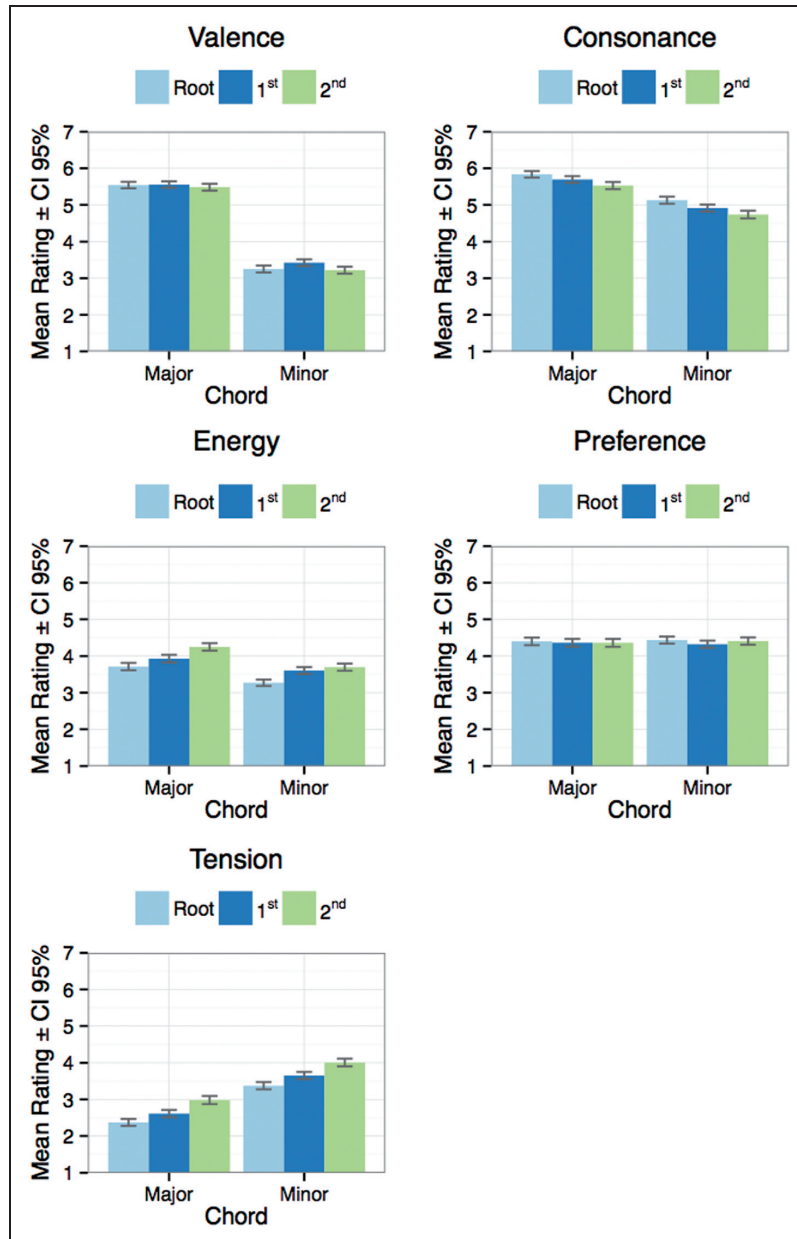 Valence
Root 1st 2nd
Mean Rating ± CI 95%
7
6
5
4
3
2
1
Major Minor
Chord
Consonance
Root 1st 2nd
Mean Rating ± CI 95%
7
6
5
4
3
2
1
Major Minor
Chord
Energy
Root 1st 2nd
Mean Rating ± CI 95%
7
6
5
4
3
2
1
Major Minor
Chord
Preference
Root 1st 2nd
Mean Rating ± CI 95%
7
6
5
4
3
2
1
Major Minor
Chord
Tension
Root 1st 2nd
Mean Rating ± CI 95%
7
6
5
4
3
2
1
Major Minor
Chord